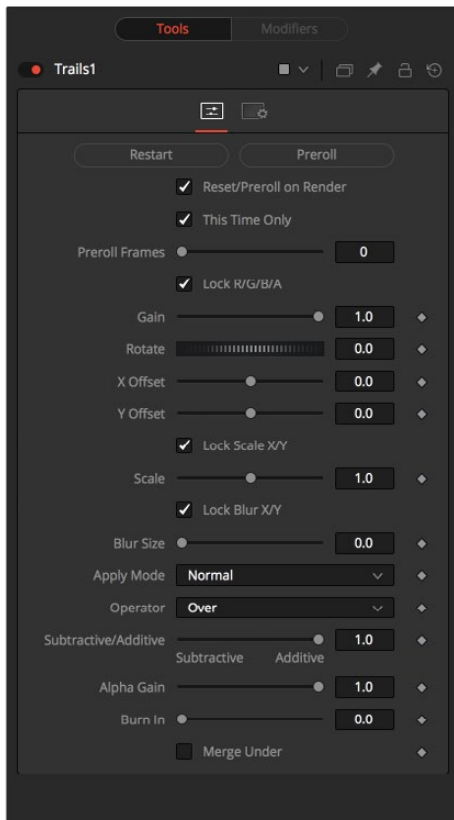 Tools Modifiers
Trails1
Restart Preroll
Reset/Preroll on Render
This Time Only
Preroll Frames 0
Lock R/G/B/A
Gain 1.0
Rotate 0.0
X Offset 0.0
Y Offset 0.0
Lock Scale X/Y
Scale 1.0
Lock Blur X/Y
Blur Size 0.0
Apply Mode Normal
Operator Over
Subtractive/Additive 1.0
Subtractive Additive
Alpha Gain 1.0
Burn In 0.0
Merge Under